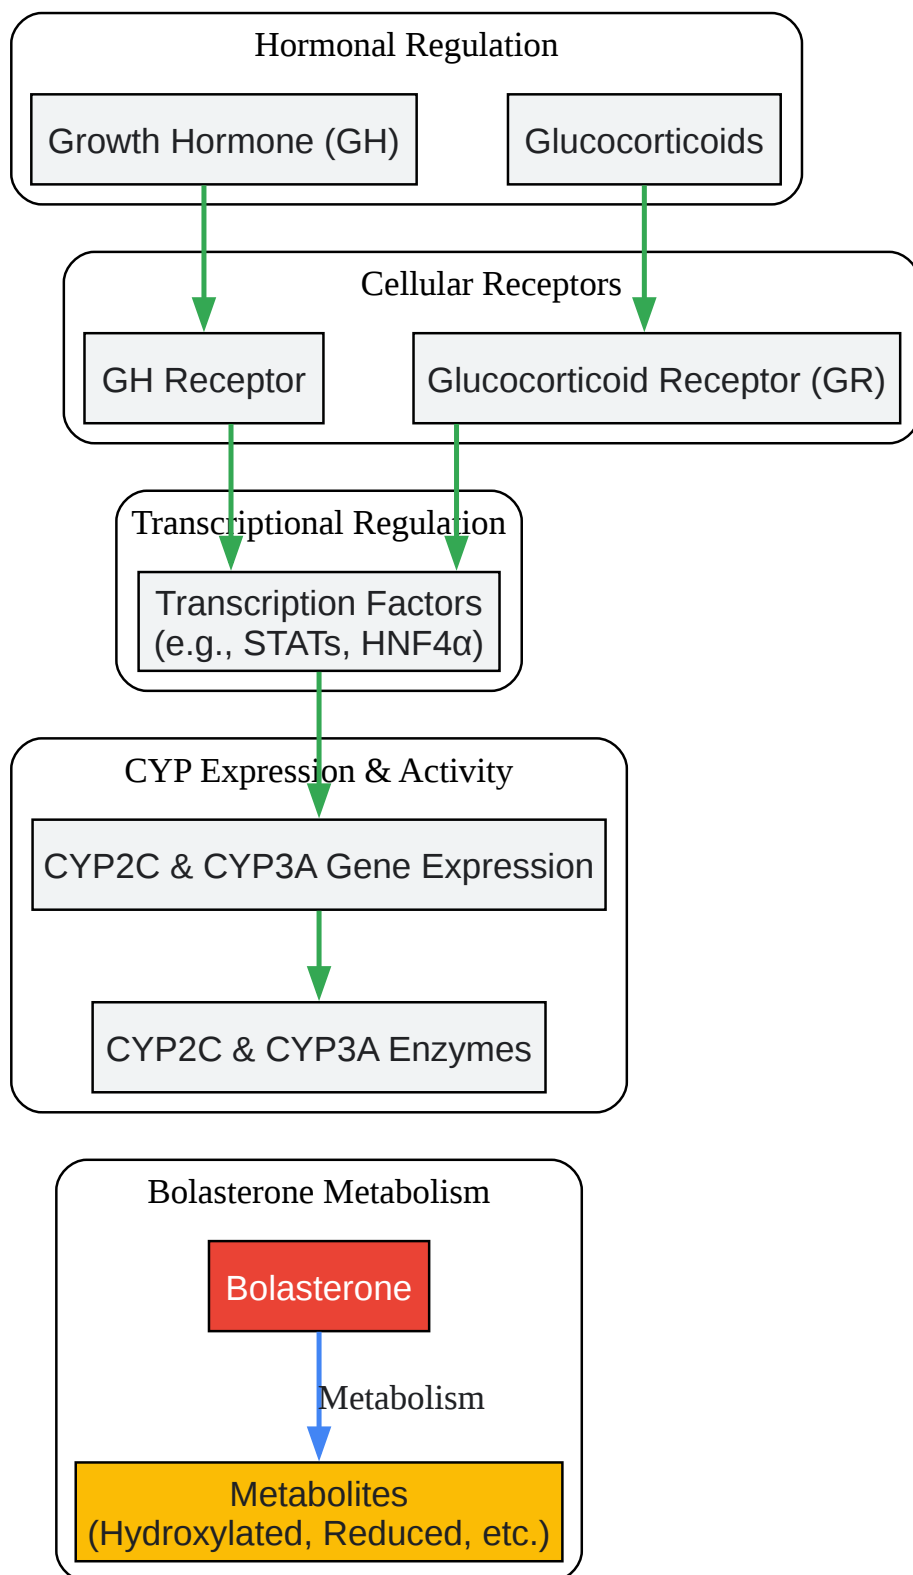 Hormonal Regulation
Growth Hormone (GH)
Glucocorticoids
Cellular Receptors
GH Receptor
Glucocorticoid Receptor (GR)
Transcriptional Regulation
Transcription Factors
(e.g., STATs, HNF4α)
CYP Expression & Activity
CYP2C & CYP3A Gene Expression
CYP2C & CYP3A Enzymes
Bolasterone Metabolism
Bolasterone
Metabolism
Metabolites
(Hydroxylated, Reduced, etc.)